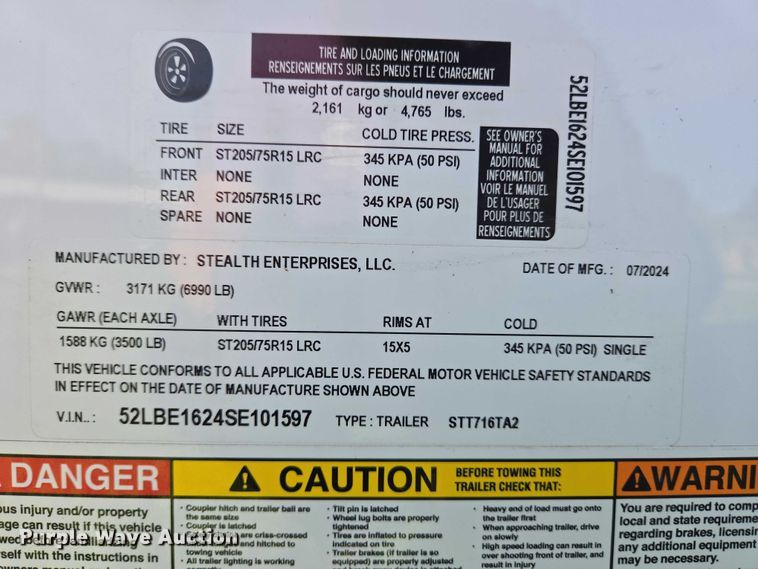 TIRE AND LOADING INFORMATION
RENSEIGNEMENTS SUR LES PNEUS ET LE CHARGEMENT
The weight of cargo should never exceed
2,161 kg or 4,765 lbs.
TIRE SIZE COLD TIRE PRESS.
FRONT ST205/75R15 LRC 345 KPA (50 PSI)
INTER NONE NONE
REAR ST205/75R15 LRC 345 KPA (50 PSI)
SPARE NONE NONE
SEE OWNER'S
MANUAL FOR
ADDITIONAL
INFORMATION
VOIR LE MANUEL
DE L'USAGER
POUR PLUS DE
RENSEIGNEMENTS
52LBE1624SE101597
MANUFACTURED BY: STEALTH ENTERPRISES, LLC. DATE OF MFG.: 07/2024
GVWR: 3171 KG (6990 LB)
GAWR (EACH AXLE) WITH TIRES RIMS AT COLD
1588 KG (3500 LB) ST205/75R15 LRC 15X5 345 KPA (50 PSI) SINGLE
THIS VEHICLE CONFORMS TO ALL APPLICABLE U.S. FEDERAL MOTOR VEHICLE SAFETY STANDARDS
IN EFFECT ON THE DATE OF MANUFACTURE SHOWN ABOVE
V.I.N..: 52LBE1624SE101597 TYPE: TRAILER STT716TA2
DANGER
injury and/or property
can result if this vehicle
self with the instructions in
CAUTION
BEFORE TOWING THIS
TRAILER CHECK THAT:
• Coupler hitch and trailer ball are
the same size
• Coupler is latched
are criss-crossed
and hitched to
towing vehicle
• All trailer lighting is working
• Tilt pin is latched
• Wheel lug bolts are properly
tightened
• Tires are inflated to pressure
indicated on tire
• Trailer brakes (if trailer is so
equipped) are properly adjusted
• Heavy end of load must go onto
the trailer first
• When approaching trailer, drive
on slowly
• High speed loading can result in
over shooting front of trailer, and
result in injury
WARNI
You are required to comp
local and state requireme
regarding brakes, licensin
any additional equipment
may be necessary.
Purple Wave Auction